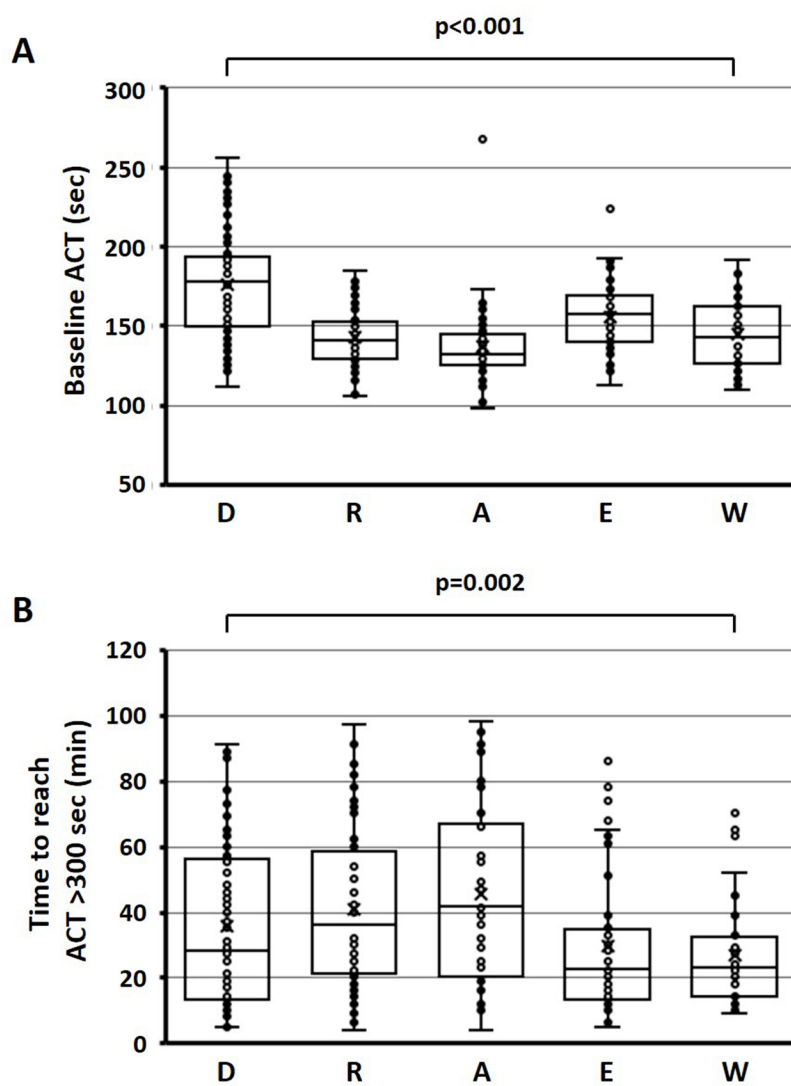 p<0.001
A
Baseline ACT (sec)
300
250
200
150
100
50
D R A E W
p=0.002
B
Time to reach
ACT >300 sec (min)
120
100
80
60
40
20
0
D R A E W